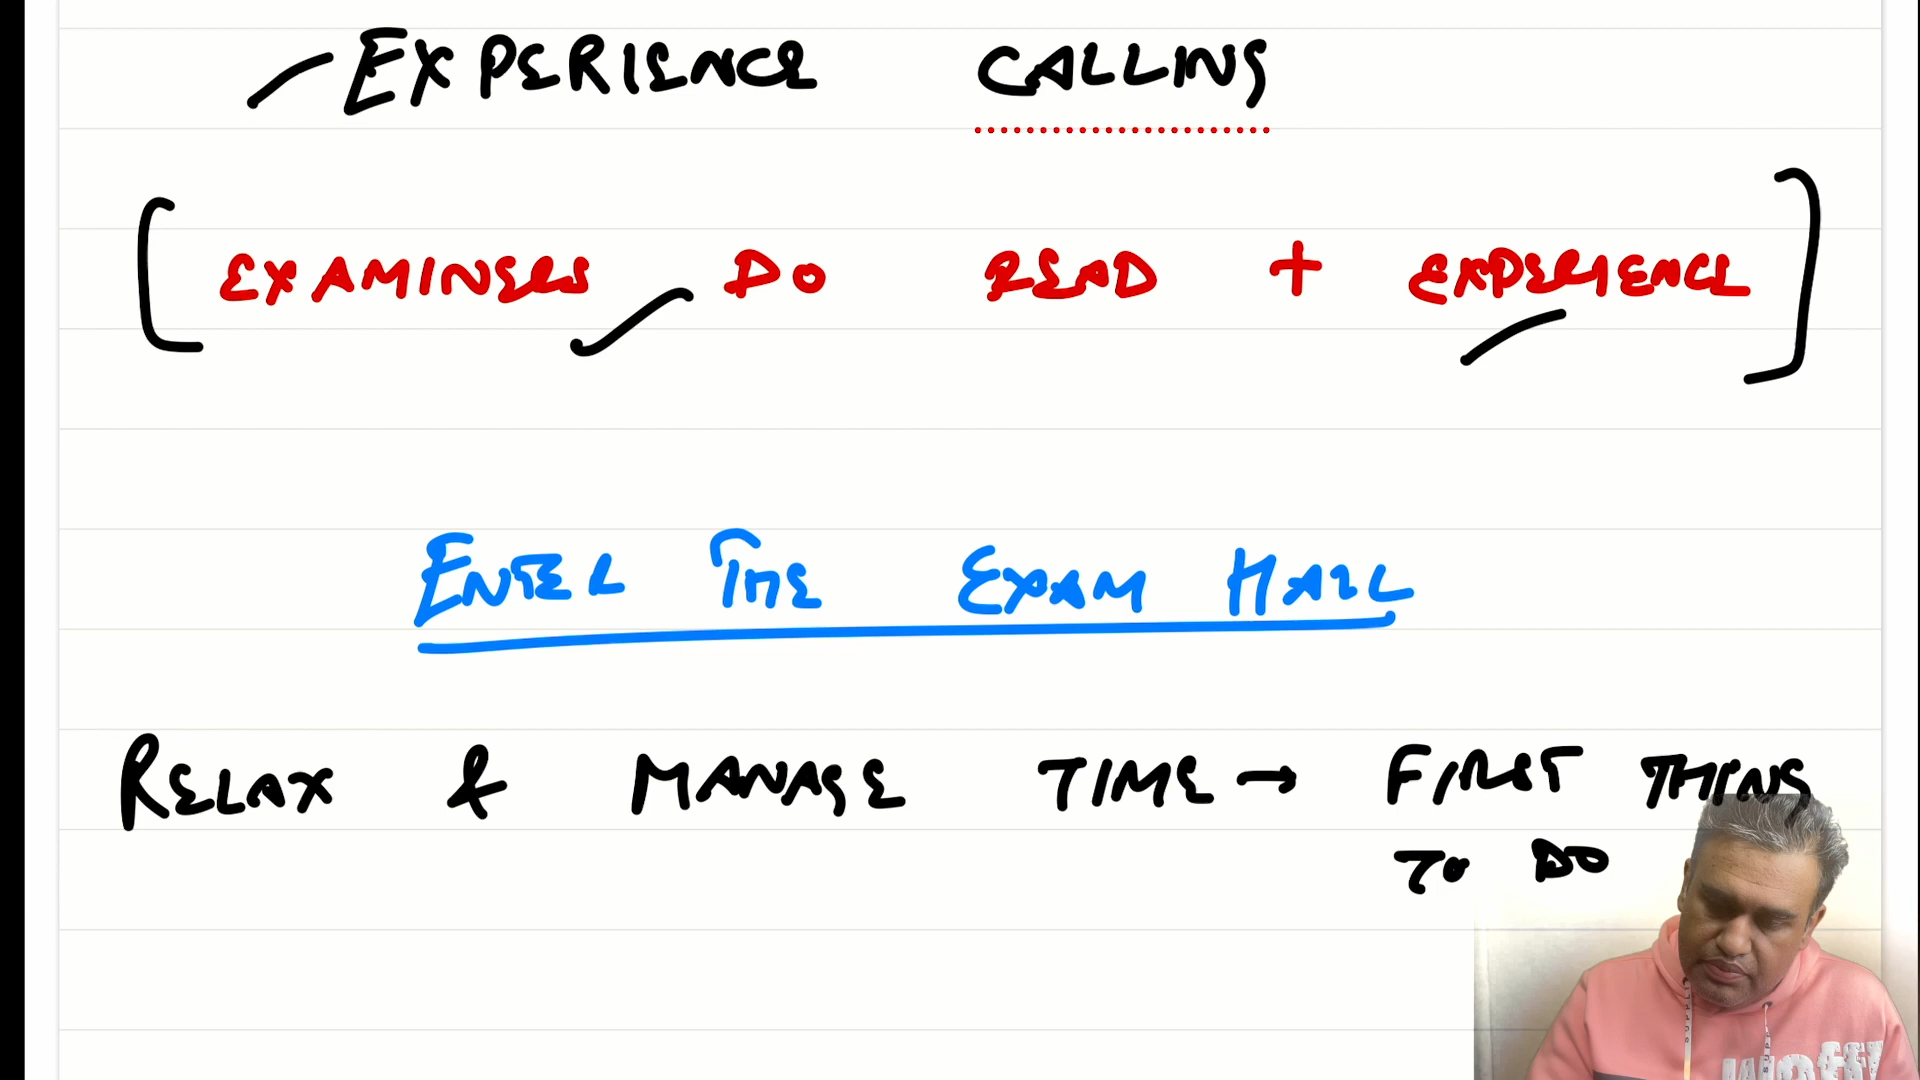 EXPERIENCE CALLING
[ EXAMINERS DO READ + EXPERIENCE ]
ENTER THE EXAM HALL
RELAX & MANAGE TIME → FIRST THING
TO DO